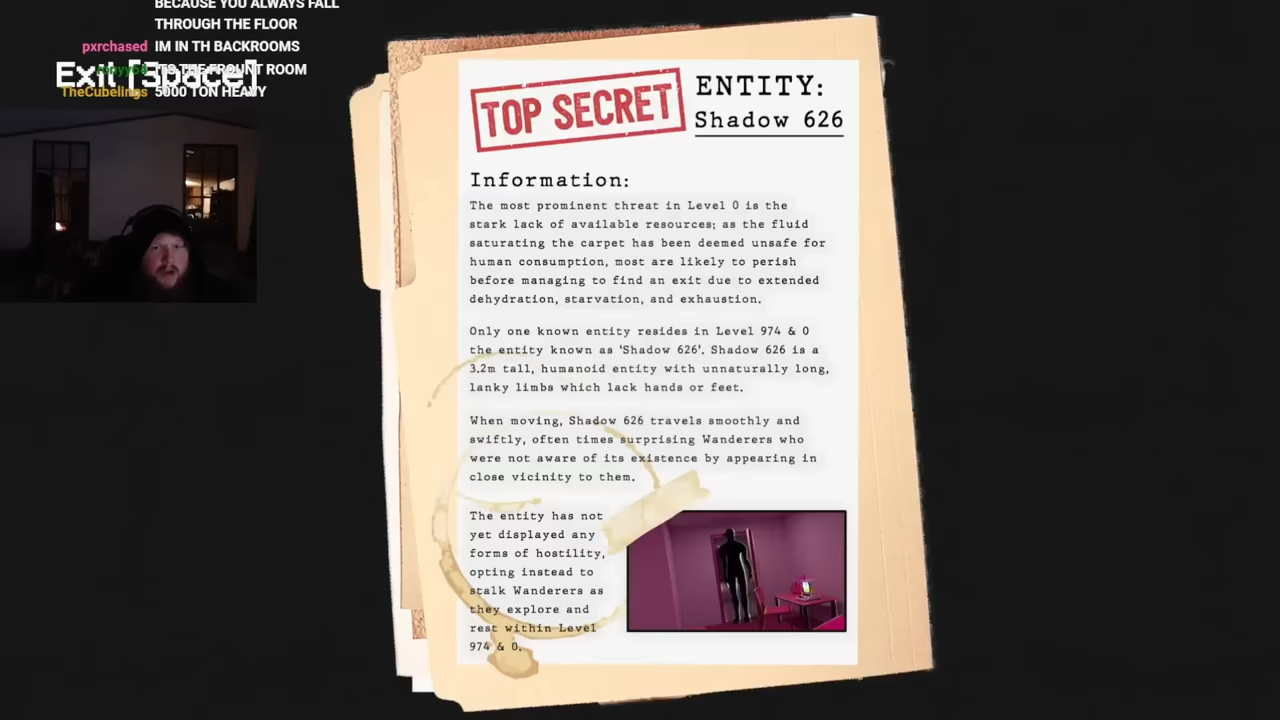 BECAUSE YOU ALWAYS FALL
THROUGH THE FLOOR
pxrchased IM IN TH BACKROOMS
Exit [Space]
THE FROUNT ROOM
TheCubelings 5000 TON HEAVY
TOP SECRET
ENTITY:
Shadow 626
Information:
The most prominent threat in Level 0 is the
stark lack of available resources; as the fluid
saturating the carpet has been deemed unsafe for
human consumption, most are likely to perish
before managing to find an exit due to extended
dehydration, starvation, and exhaustion.
Only one known entity resides in Level 974 & 0
the entity known as 'Shadow 626'. Shadow 626 is a
3.2m tall, humanoid entity with unnaturally long,
lanky limbs which lack hands or feet.
When moving, Shadow 626 travels smoothly and
swiftly, often times surprising Wanderers who
were not aware of its existence by appearing in
close vicinity to them.
The entity has not
yet displayed any
forms of hostility,
opting instead to
stalk Wanderers as
they explore and
rest within Level
974 & 0.